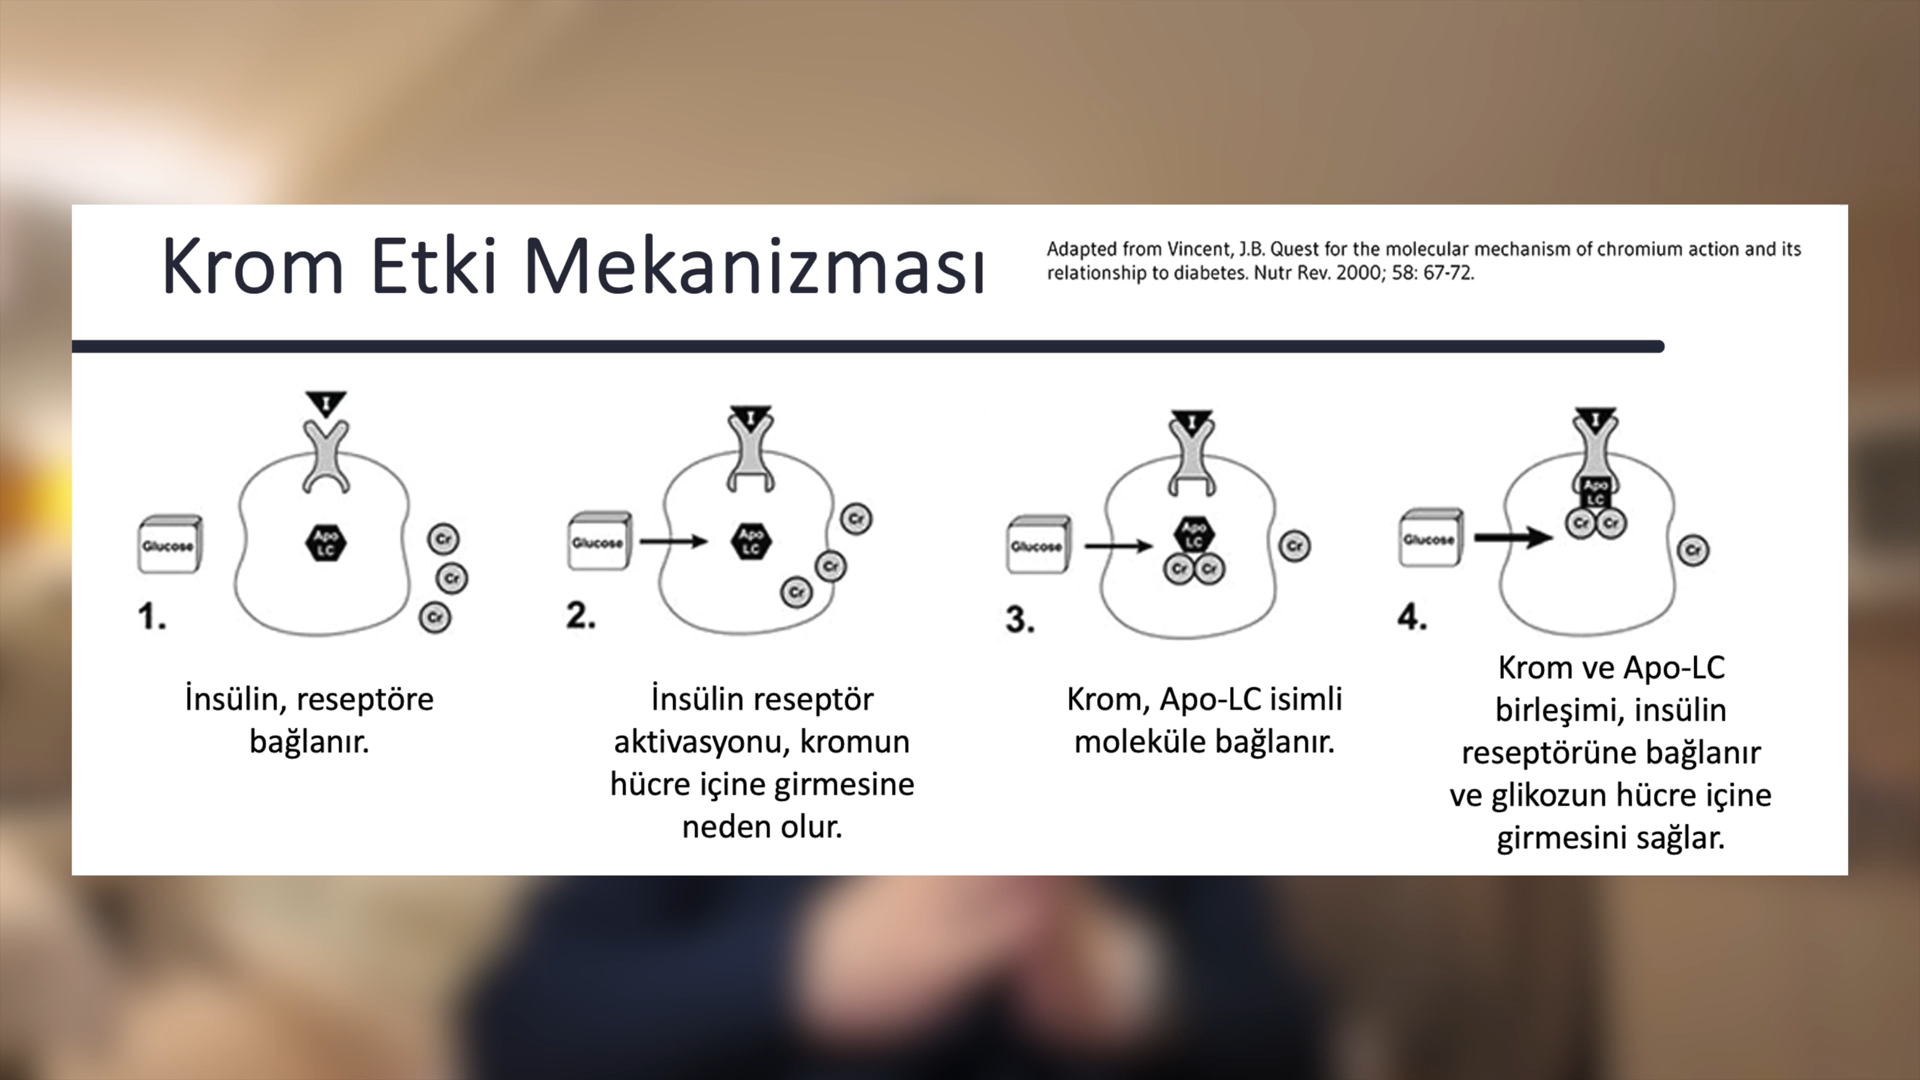 Krom Etki Mekanizması
Adapted from Vincent, J.B. Quest for the molecular mechanism of chromium action and its
relationship to diabetes. Nutr Rev. 2000; 58: 67-72.
I
Glucose
Apo
LC
Cr
Cr
Cr
1.
İnsülin, reseptöre
bağlanır.
I
Glucose
Apo
LC
Cr
Cr
Cr
2.
İnsülin reseptör
aktivasyonu, kromun
hücre içine girmesine
neden olur.
I
Glucose
Apo
LC
Cr Cr
Cr
3.
Krom, Apo-LC isimli
moleküle bağlanır.
I
Apo
LC
Cr Cr
Glucose
Cr
4.
Krom ve Apo-LC
birleşimi, insülin
reseptörüne bağlanır
ve glikozun hücre içine
girmesini sağlar.